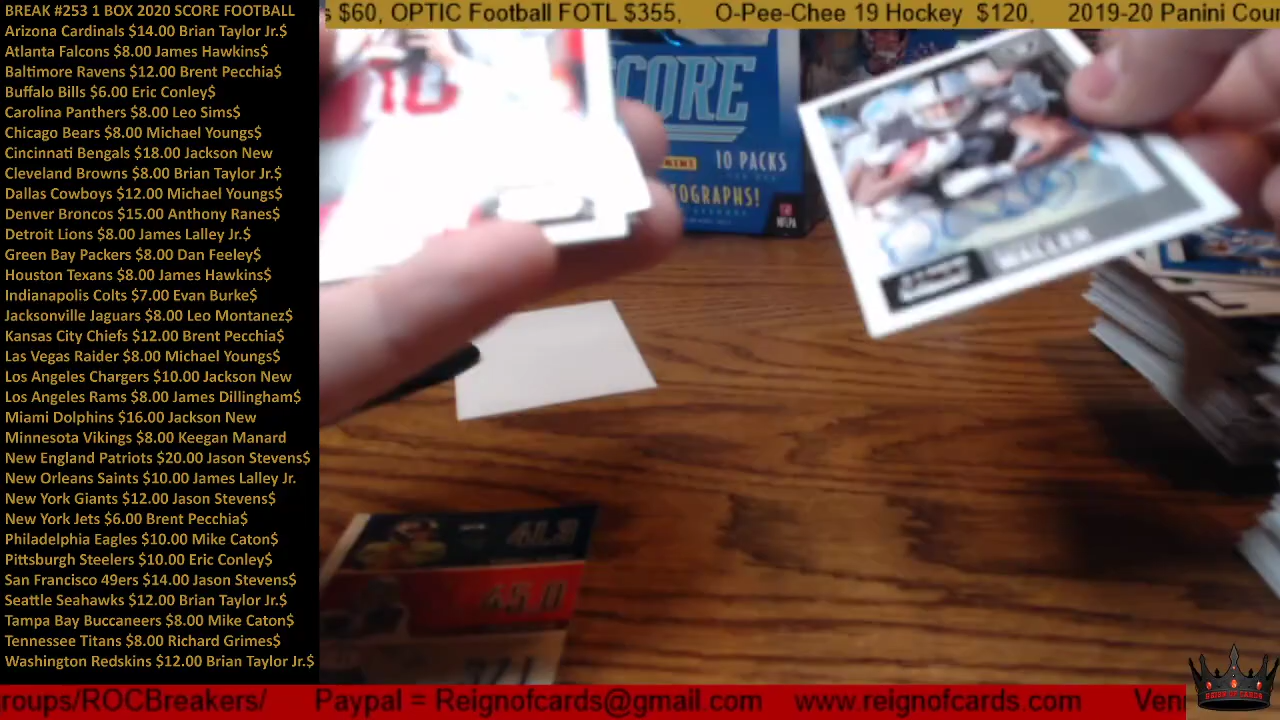 BREAK #253 1 BOX 2020 SCORE FOOTBALL
Arizona Cardinals $14.00 Brian Taylor Jr.$
Atlanta Falcons $8.00 James Hawkins$
Baltimore Ravens $12.00 Brent Pecchia$
Buffalo Bills $6.00 Eric Conley$
Carolina Panthers $8.00 Leo Sims$
Chicago Bears $8.00 Michael Youngs$
Cincinnati Bengals $18.00 Jackson New
Cleveland Browns $8.00 Brian Taylor Jr.$
Dallas Cowboys $12.00 Michael Youngs$
Denver Broncos $15.00 Anthony Ranes$
Detroit Lions $8.00 James Lalley Jr.$
Green Bay Packers $8.00 Dan Feeley$
Houston Texans $8.00 James Hawkins$
Indianapolis Colts $7.00 Evan Burke$
Jacksonville Jaguars $8.00 Leo Montanez$
Kansas City Chiefs $12.00 Brent Pecchia$
Las Vegas Raider $8.00 Michael Youngs$
Los Angeles Chargers $10.00 Jackson New
Los Angeles Rams $8.00 James Dillingham$
Miami Dolphins $16.00 Jackson New
Minnesota Vikings $8.00 Keegan Manard
New England Patriots $20.00 Jason Stevens$
New Orleans Saints $10.00 James Lalley Jr.
New York Giants $12.00 Jason Stevens$
New York Jets $6.00 Brent Pecchia$
Philadelphia Eagles $10.00 Mike Caton$
Pittsburgh Steelers $10.00 Eric Conley$
San Francisco 49ers $14.00 Jason Stevens$
Seattle Seahawks $12.00 Brian Taylor Jr.$
Tampa Bay Buccaneers $8.00 Mike Caton$
Tennessee Titans $8.00 Richard Grimes$
Washington Redskins $12.00 Brian Taylor Jr.$
$60, OPTIC Football FOTL $355, O-Pee-Chee 19 Hockey $120, 2019-20 Panini Cour
SCORE
10 PACKS
TOGRAPHS!
NFLPA
WALLER
45.0
roups/ROCBreakers/ Paypal = Reignofcards@gmail.com www.reignofcards.com Ven
REIGN OF CARDS